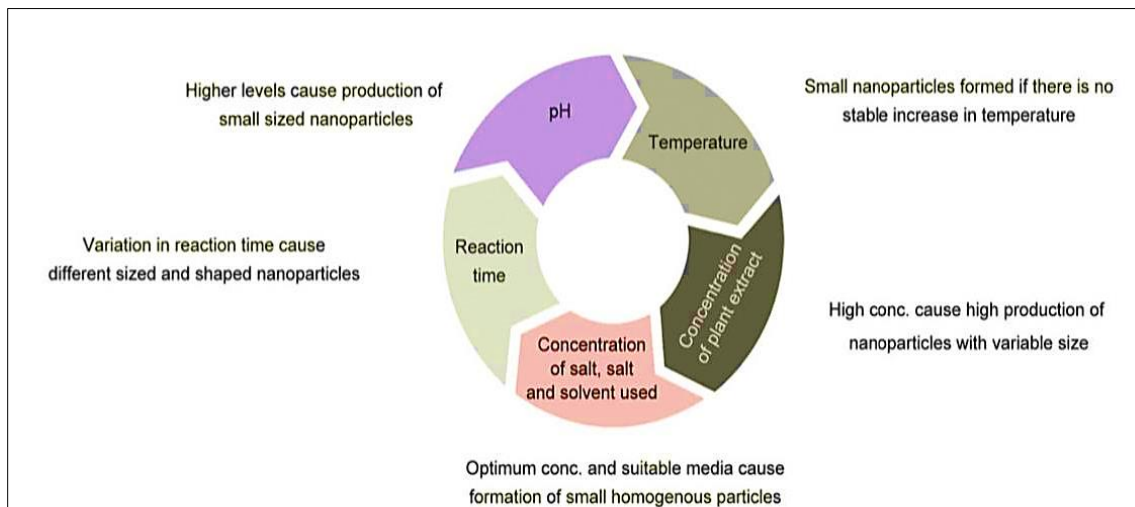 Higher levels cause production of
small sized nanoparticles
pH
Temperature
Small nanoparticles formed if there is no
stable increase in temperature
Variation in reaction time cause
different sized and shaped nanoparticles
Reaction
time
Concentration
of plant extract
High conc. cause high production of
nanoparticles with variable size
Concentration
of salt, salt
and solvent used
Optimum conc. and suitable media cause
formation of small homogenous particles